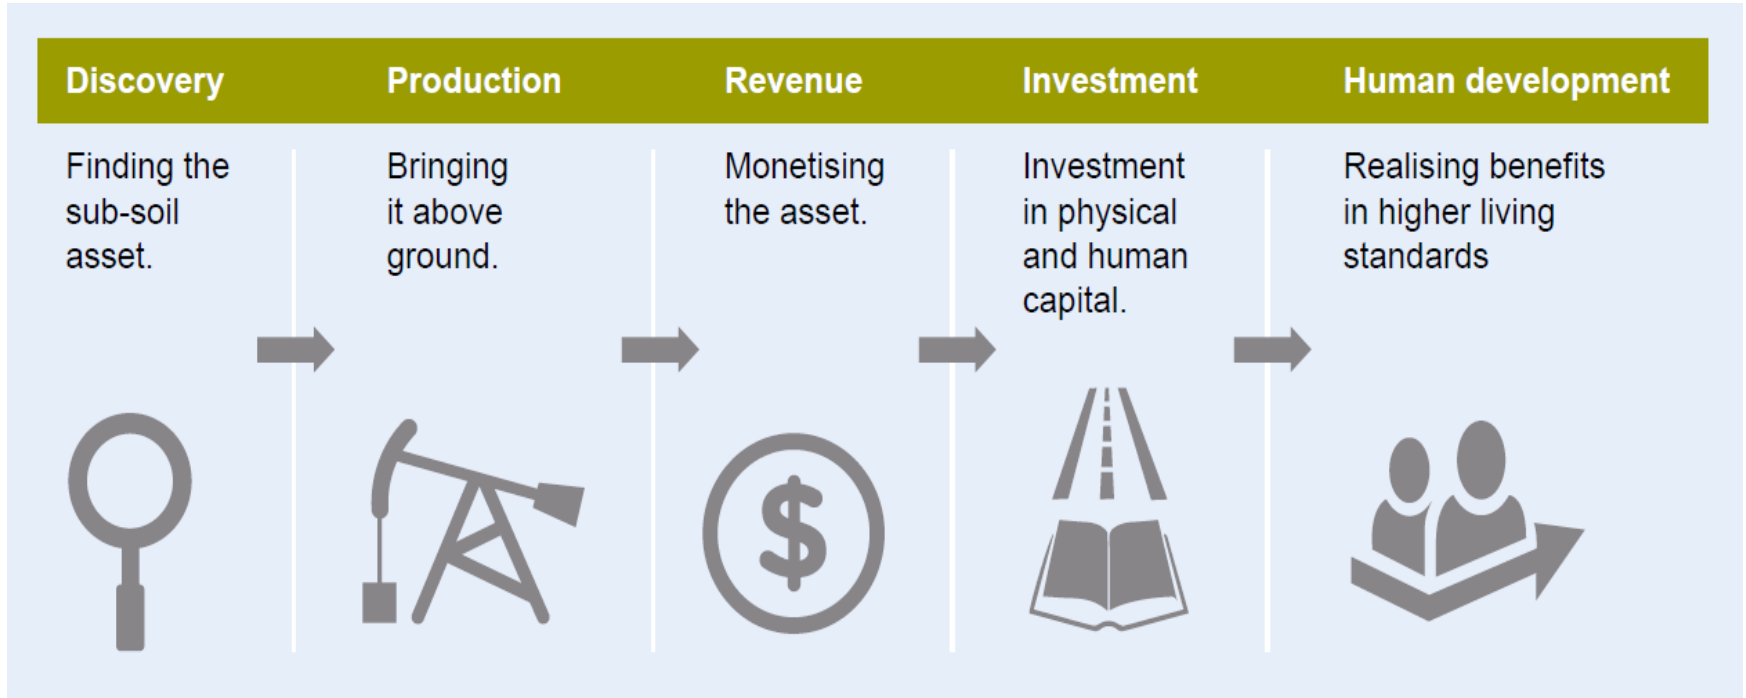 Discovery
Production
Revenue
Investment
Human development
Finding the
sub-soil
asset.
Bringing
it above
ground.
Monetising
the asset.
Investment
in physical
and human
capital.
Realising benefits
in higher living
standards
$